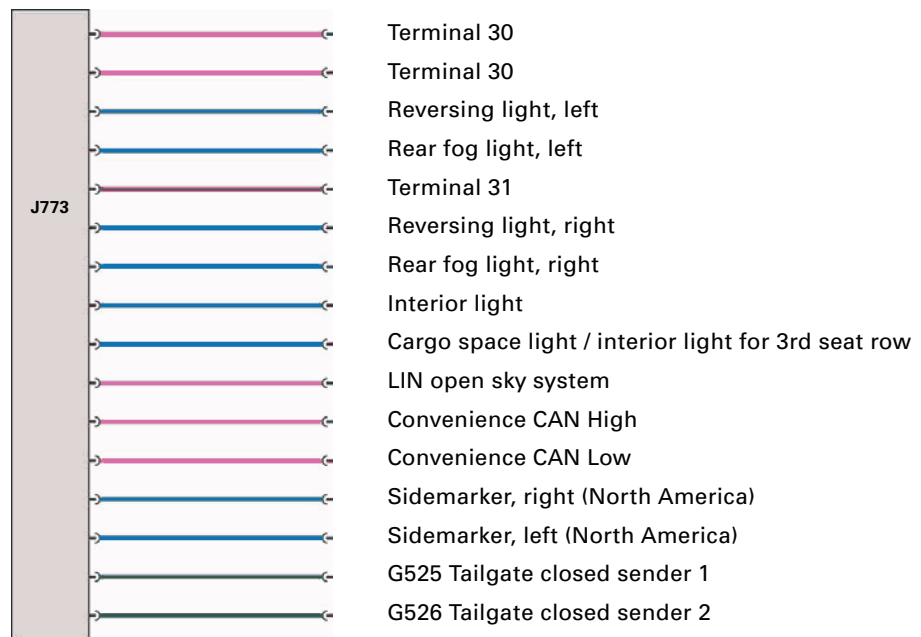 Terminal 30
Terminal 30
Reversing light, left
Rear fog light, left
Terminal 31
J773
Reversing light, right
Rear fog light, right
Interior light
Cargo space light / interior light for 3rd seat row
LIN open sky system
Convenience CAN High
Convenience CAN Low
Sidemarker, right (North America)
Sidemarker, left (North America)
G525 Tailgate closed sender 1
G526 Tailgate closed sender 2